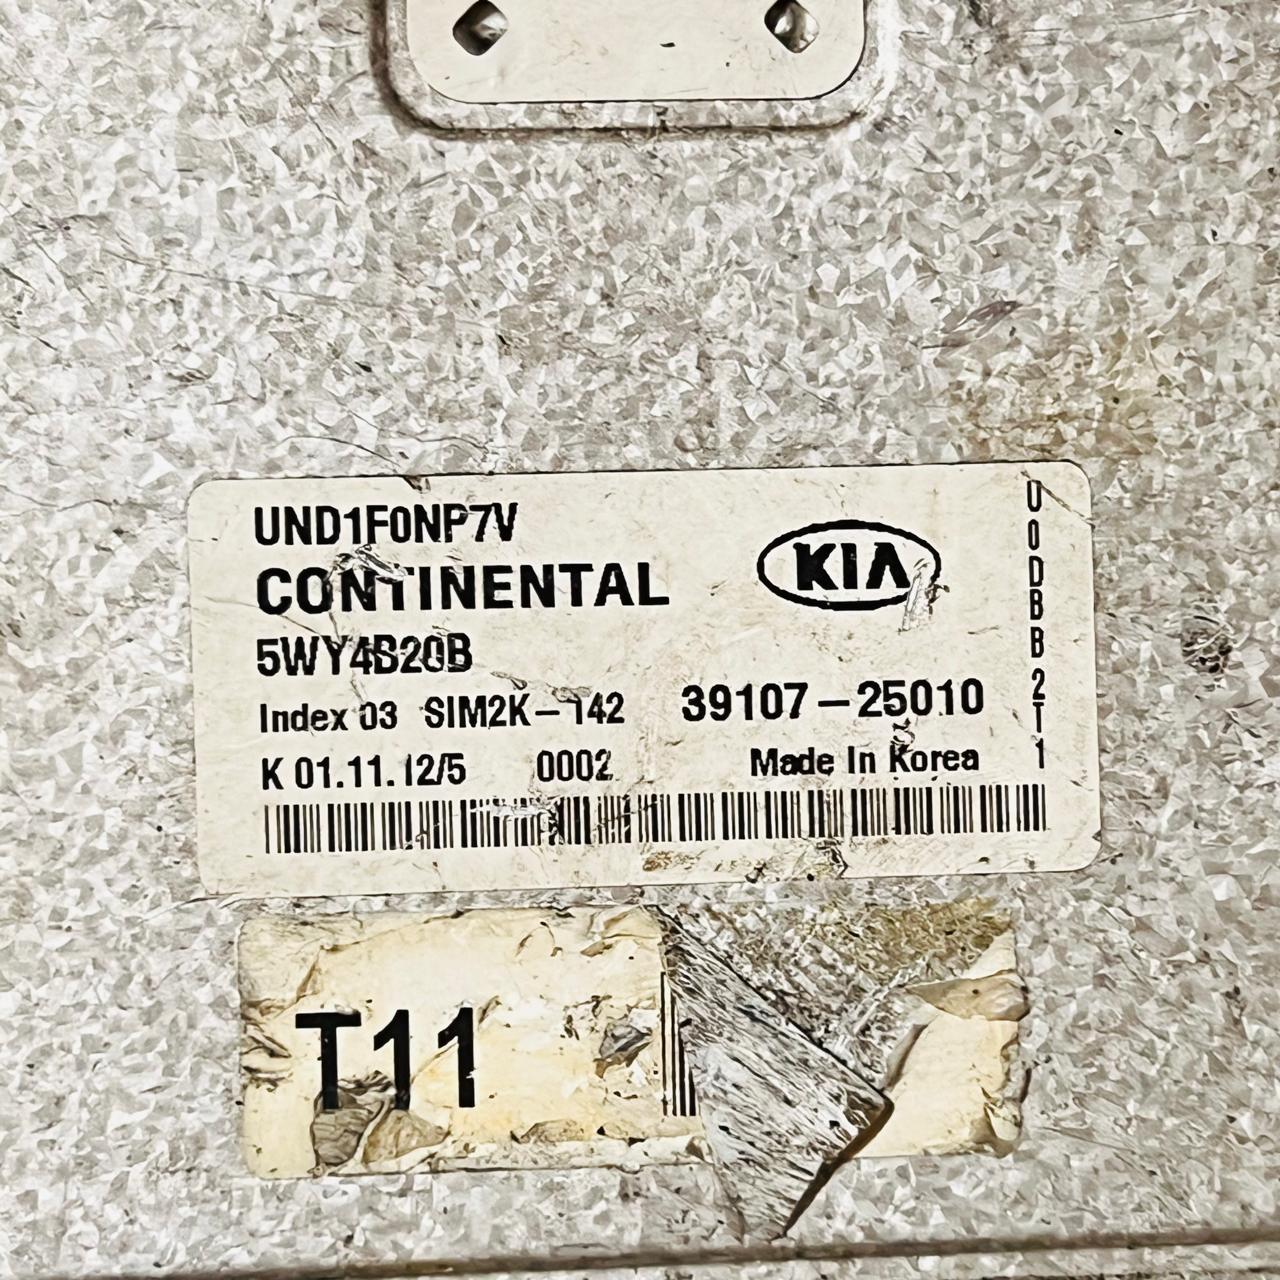 UND1F0NP7V
CONTINENTAL
KIA
5WY4B20B
Index 03 SIM2K-142
39107-25010
K 01.11.12/5 0002
Made In Korea
U0DBB2T1
T11